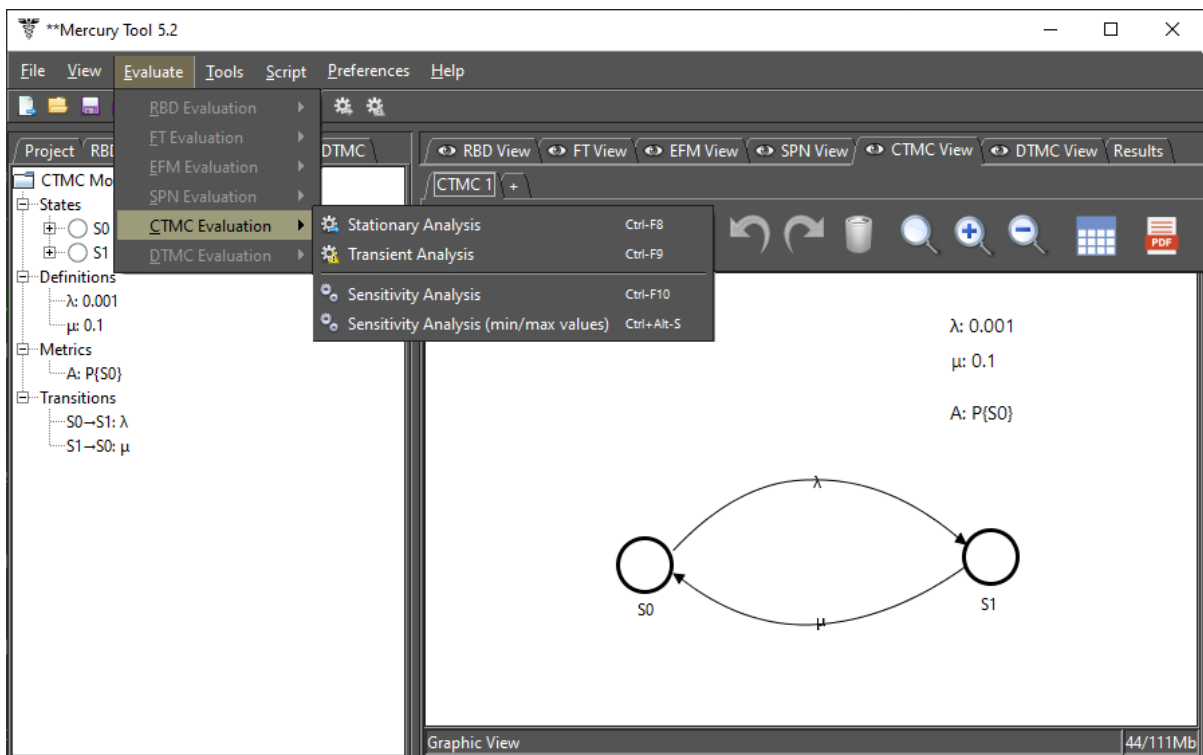 **Mercury Tool 5.2
File View Evaluate Tools Script Preferences Help
RBD Evaluation
FT Evaluation
EFM Evaluation
SPN Evaluation
CTMC Evaluation
DTMC Evaluation
Stationary Analysis Ctrl-F8
Transient Analysis Ctrl-F9
Sensitivity Analysis Ctrl-F10
Sensitivity Analysis (min/max values) Ctrl+Alt-S
Project DTMC
CTMC
States
S0
S1
Definitions
λ: 0.001
μ: 0.1
Metrics
A: P{S0}
Transitions
S0→S1: λ
S1→S0: μ
RBD View FT View EFM View SPN View CTMC View DTMC View Results
CTMC 1 +
PDF
λ: 0.001
μ: 0.1
A: P{S0}
λ
S0
S1
μ
Graphic View 44/111Mb